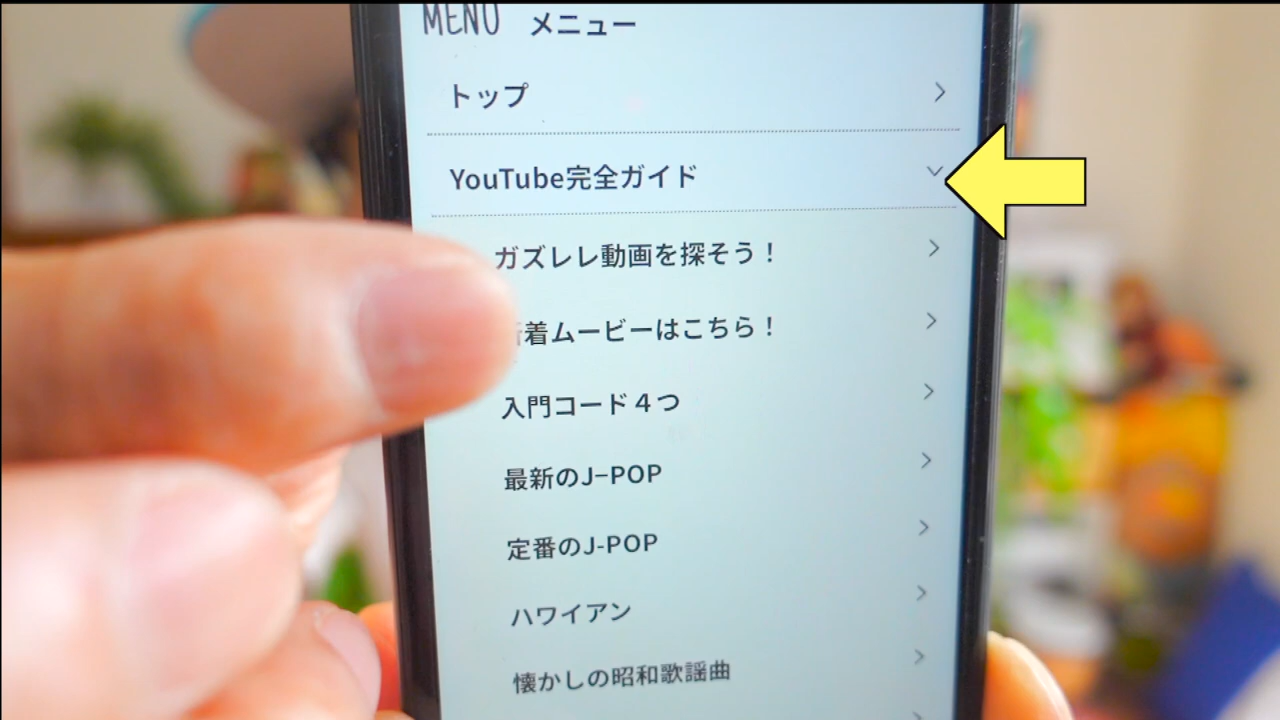 MENU メニュー
トップ
YouTube完全ガイド
ガズレレ動画を探そう！
新着ムービーはこちら！
入門コード４つ
最新のJ-POP
定番のJ-POP
ハワイアン
懐かしの昭和歌謡曲